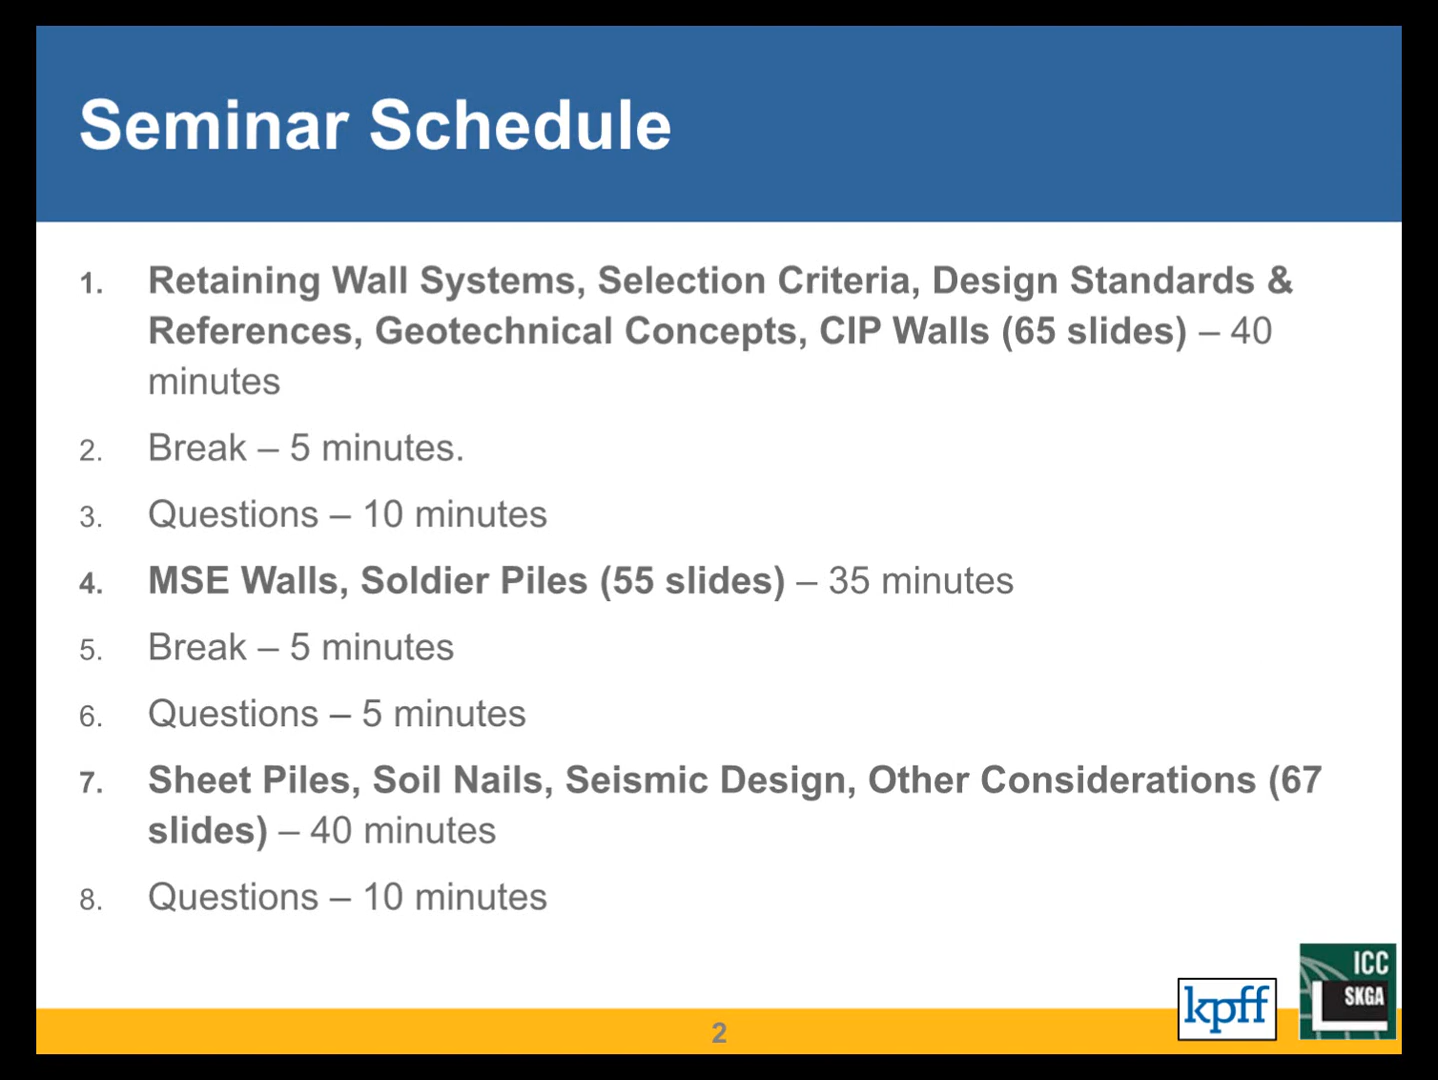 Seminar Schedule
1. Retaining Wall Systems, Selection Criteria, Design Standards &
References, Geotechnical Concepts, CIP Walls (65 slides) – 40
minutes
2. Break – 5 minutes.
3. Questions – 10 minutes
4. MSE Walls, Soldier Piles (55 slides) – 35 minutes
5. Break – 5 minutes
6. Questions – 5 minutes
7. Sheet Piles, Soil Nails, Seismic Design, Other Considerations (67
slides) – 40 minutes
8. Questions – 10 minutes
2
kpff
ICC
SKGA